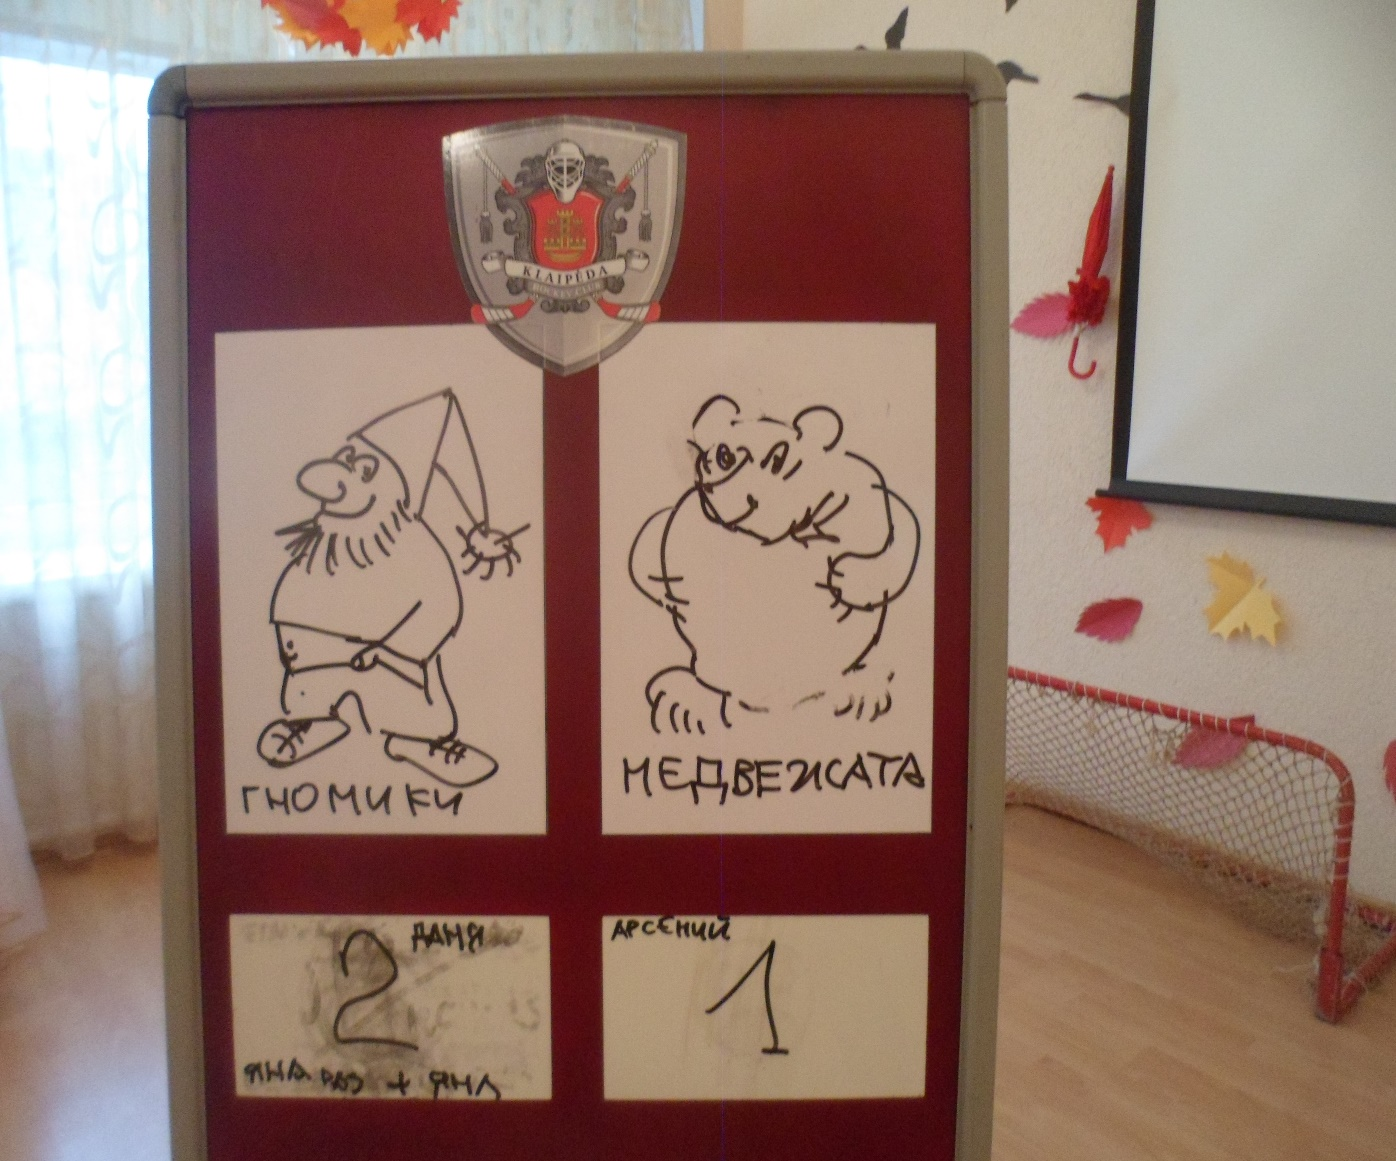 KLAIPĖDA
ГНОМИКИ
МЕДВЕЖАТА
ДАНЯ
2
ЯНА РАЗ + ЯНА
АРСЕНИЙ
1